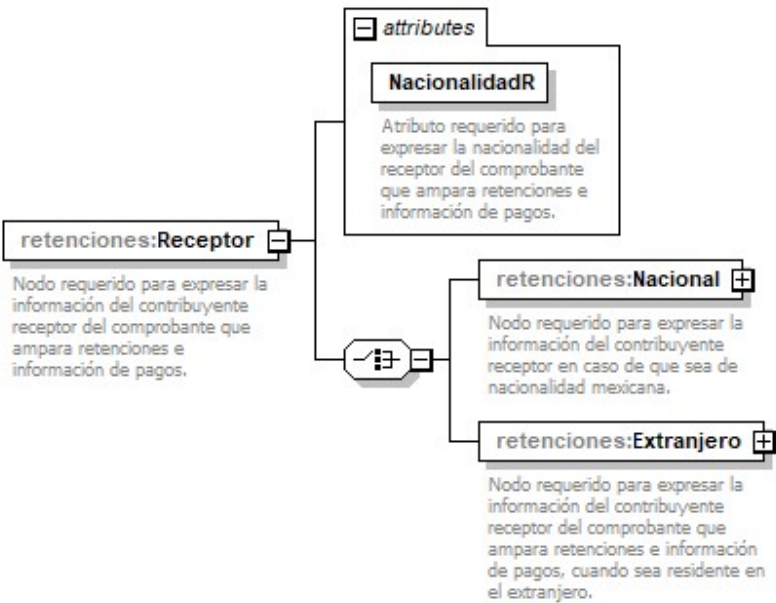 attributes
NacionalidadR
Atributo requerido para
expresar la nacionalidad del
receptor del comprobante
que ampara retenciones e
información de pagos.
retenciones:Receptor
Nodo requerido para expresar la
información del contribuyente
receptor del comprobante que
ampara retenciones e
información de pagos.
retenciones:Nacional
Nodo requerido para expresar la
información del contribuyente
receptor en caso de que sea de
nacionalidad mexicana.
retenciones:Extranjero
Nodo requerido para expresar la
información del contribuyente
receptor del comprobante que
ampara retenciones e información
de pagos, cuando sea residente en
el extranjero.